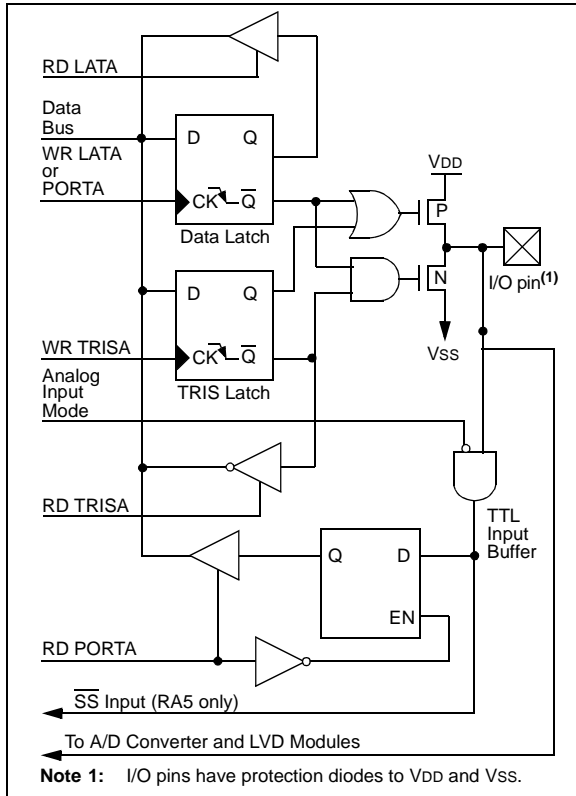 RD LATA
Data
Bus
D Q
WR LATA
or
PORTA
CK Q̅
Data Latch
VDD
P
I/O pin(1)
N
D Q
WR TRISA
CK Q̅
VSS
TRIS Latch
Analog
Input
Mode
RD TRISA
TTL
Input
Buffer
Q D
EN
RD PORTA
S̅S̅ Input (RA5 only)
To A/D Converter and LVD Modules
Note 1: I/O pins have protection diodes to VDD and VSS.